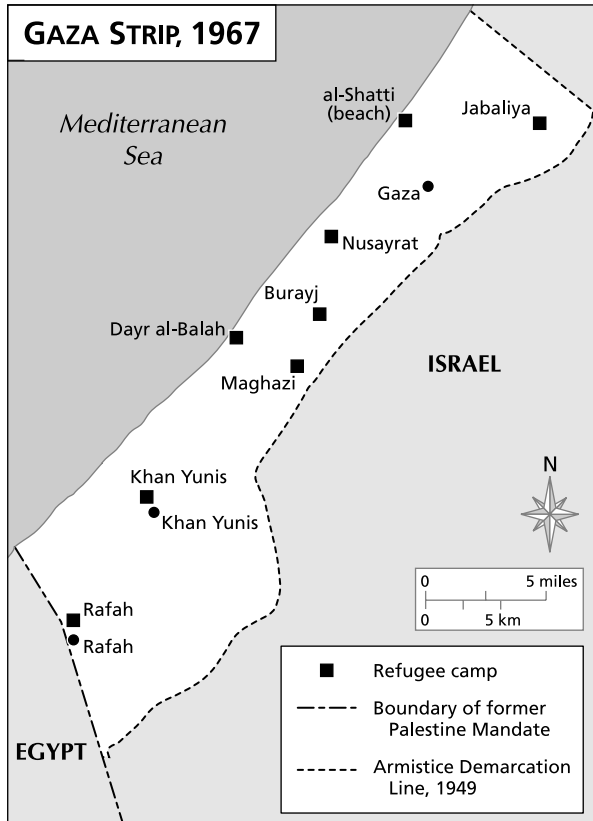 GAZA STRIP, 1967
Mediterranean
Sea
al-Shatti
(beach)
Jabaliya
Gaza
Nusayrat
Burayj
Dayr al-Balah
Maghazi
ISRAEL
Khan Yunis
Khan Yunis
N
0 5 miles
0 5 km
Rafah
Rafah
EGYPT
Refugee camp
Boundary of former
Palestine Mandate
Armistice Demarcation
Line, 1949